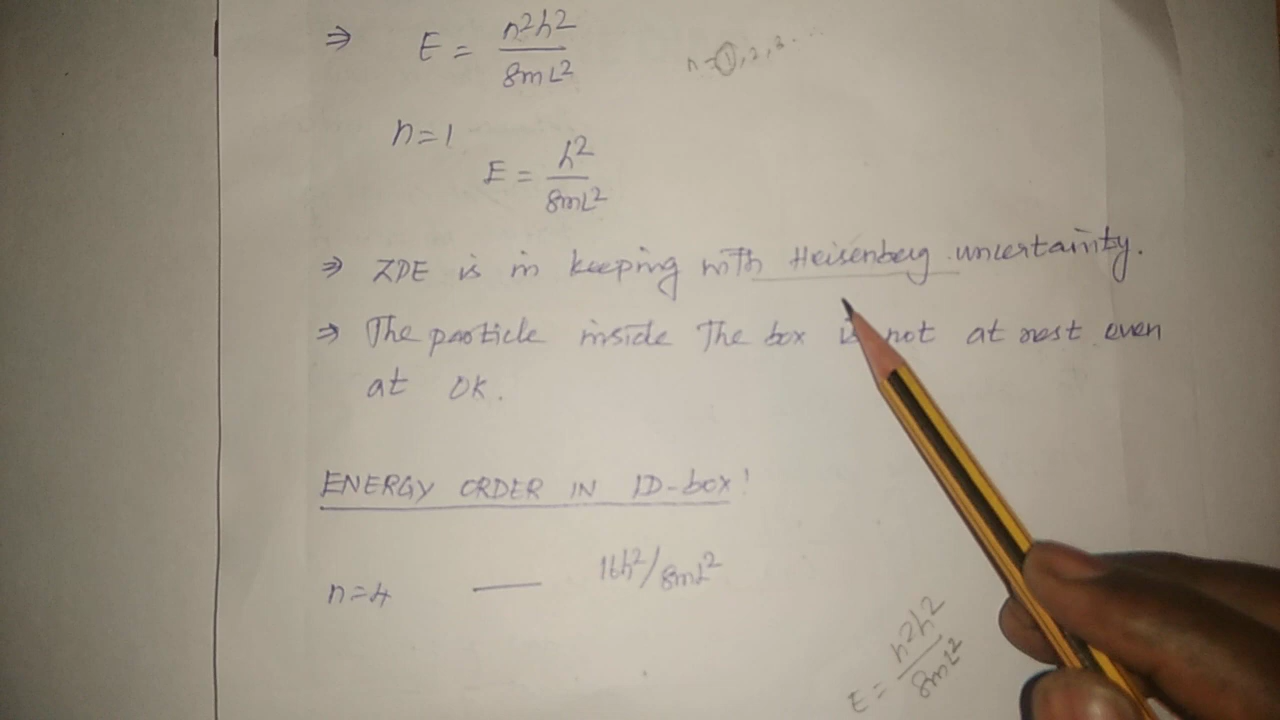 ⇒ E = n²h²/8mL²
n=1,2,3....
n=1
E = h²/8mL²
⇒ ZPE is in keeping with Heisenberg uncertainty.
⇒ The particle inside the box is not at rest even
at 0K.
ENERGY ORDER IN 1D-box:
n=4 — 16h²/8mL²
E = n²h²/8mL²